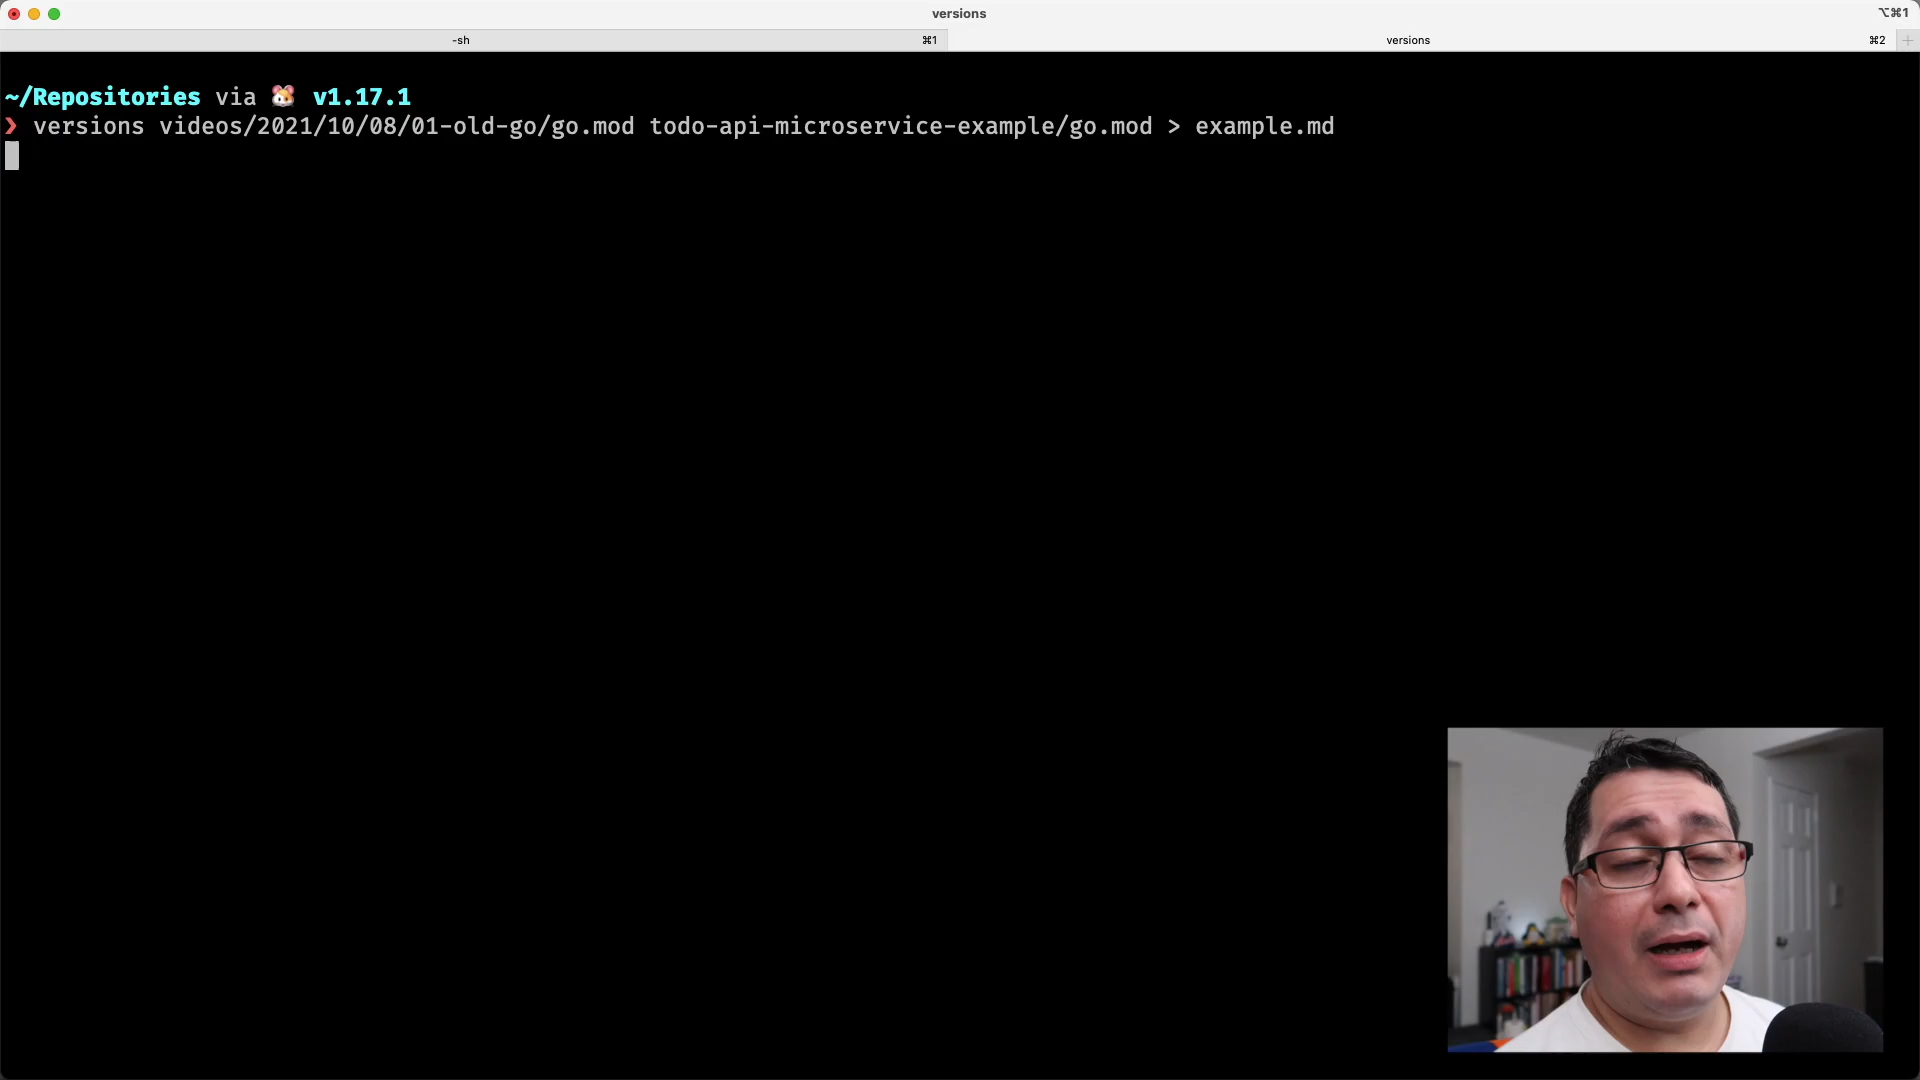 versions
⌥⌘1
-sh ⌘1 versions ⌘2
~/Repositories via 🐹 v1.17.1
❯ versions videos/2021/10/08/01-old-go/go.mod todo-api-microservice-example/go.mod > example.md